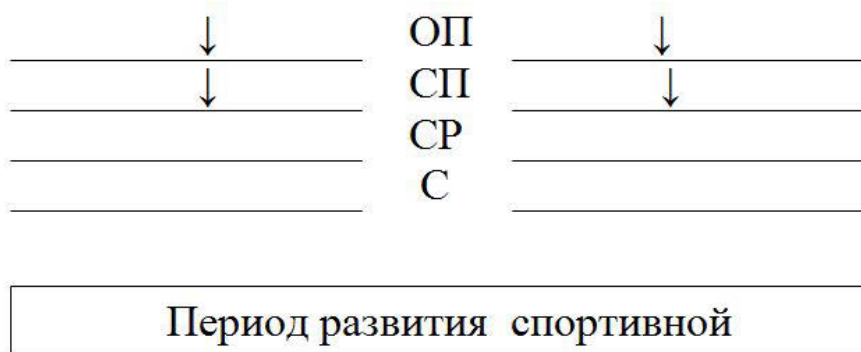 ↓ ОП ↓
↓ СП ↓
СР
С
Период развития спортивной